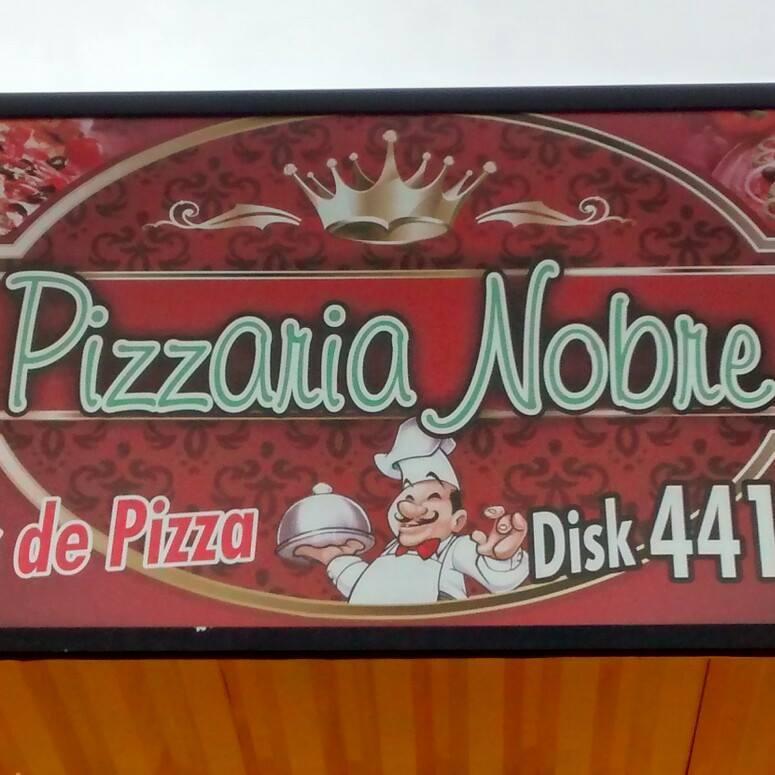 Pizzaria Nobre
de Pizza
Disk 441